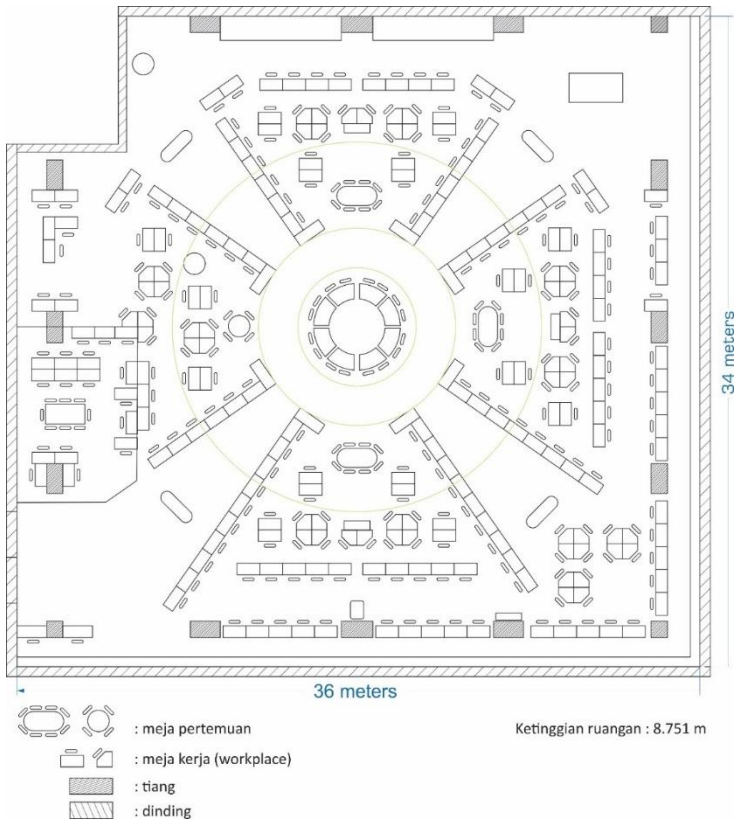 34 meters
36 meters
: meja pertemuan
Ketinggian ruangan : 8.751 m
: meja kerja (workplace)
: tiang
: dinding